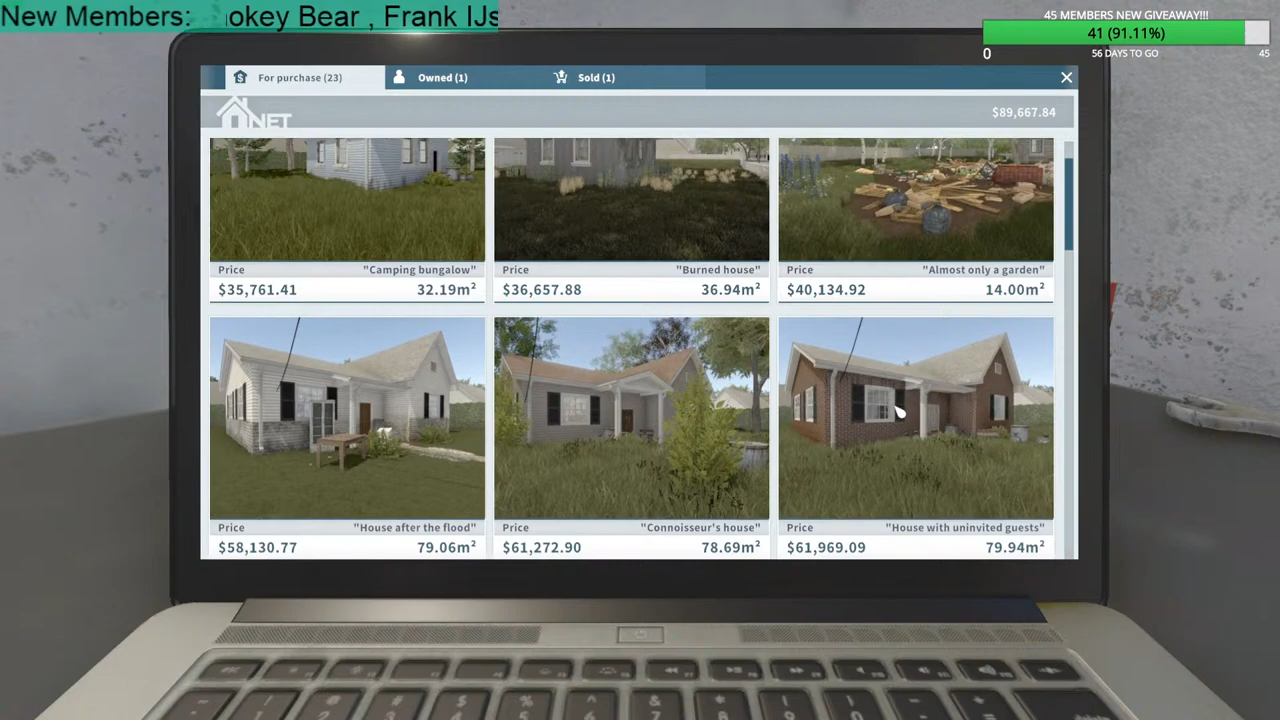 New Members: okey Bear , Frank IJs
45 MEMBERS NEW GIVEAWAY!!!
41 (91.11%)
0 56 DAYS TO GO 45
For purchase (23) Owned (1) Sold (1)
NET $89,667.84
Price "Camping bungalow" Price "Burned house" Price "Almost only a garden"
$35,761.41 32.19m² $36,657.88 36.94m² $40,134.92 14.00m²
Price "House after the flood" Price "Connoisseur's house" Price "House with uninvited guests"
$58,130.77 79.06m² $61,272.90 78.69m² $61,969.09 79.94m²